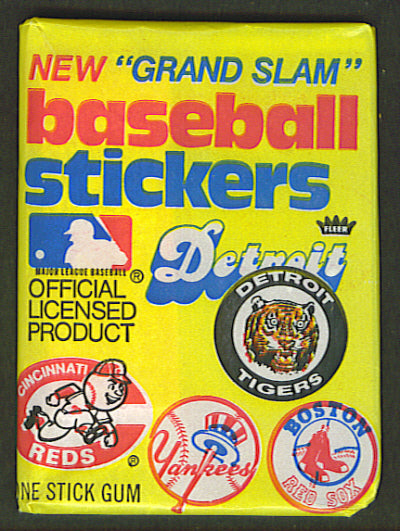 NEW "GRAND SLAM"
baseball
stickers
FLEER
Detroit
MAJOR LEAGUE BASEBALL ®
OFFICIAL
LICENSED
PRODUCT
DETROIT
TIGERS
CINCINNATI
REDS ®
Yankees
BOSTON
RED SOX
NE STICK GUM